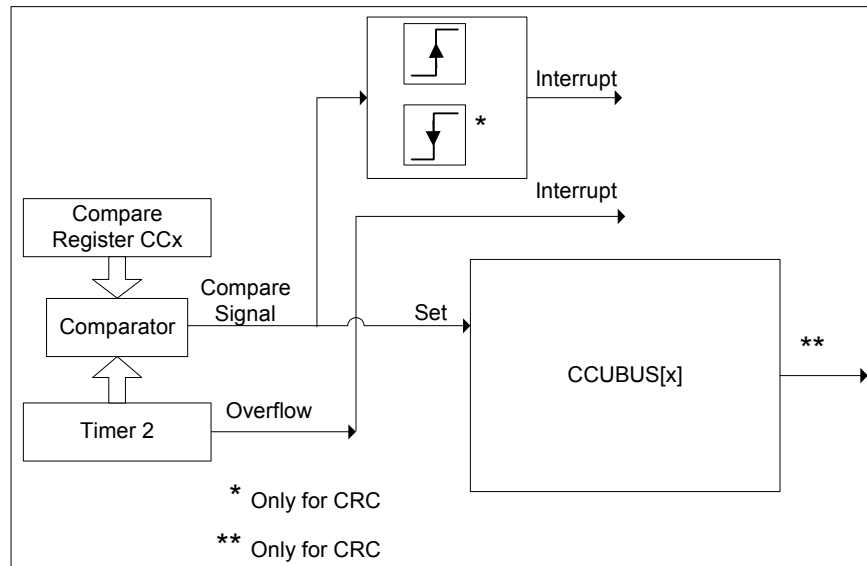 Interrupt
*
Interrupt
Compare
Register CCx
Compare
Signal
Comparator
Set
CCUBUS[x]
**
Overflow
Timer 2
* Only for CRC
** Only for CRC